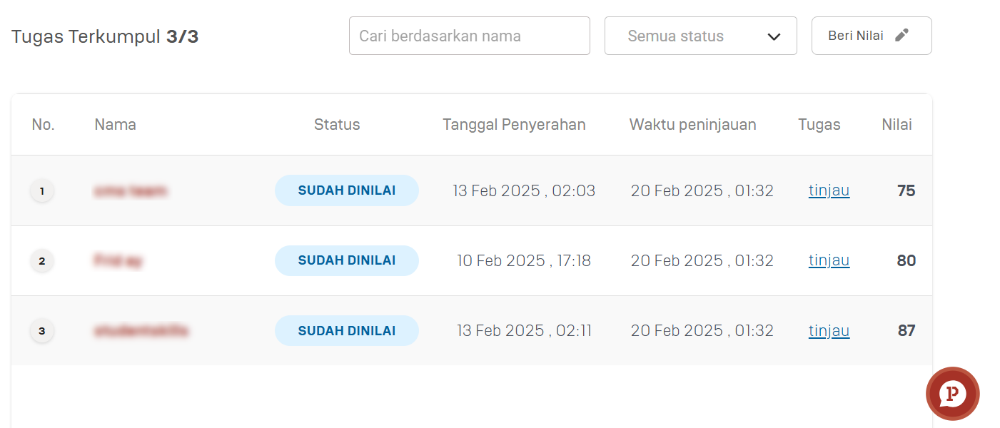 Tugas Terkumpul 3/3
Cari berdasarkan nama
Semua status
Beri Nilai
No. Nama Status Tanggal Penyerahan Waktu peninjauan Tugas Nilai
1 SUDAH DINILAI 13 Feb 2025 , 02:03 20 Feb 2025 , 01:32 tinjau 75
2 SUDAH DINILAI 10 Feb 2025 , 17:18 20 Feb 2025 , 01:32 tinjau 80
3 SUDAH DINILAI 13 Feb 2025 , 02:11 20 Feb 2025 , 01:32 tinjau 87
P